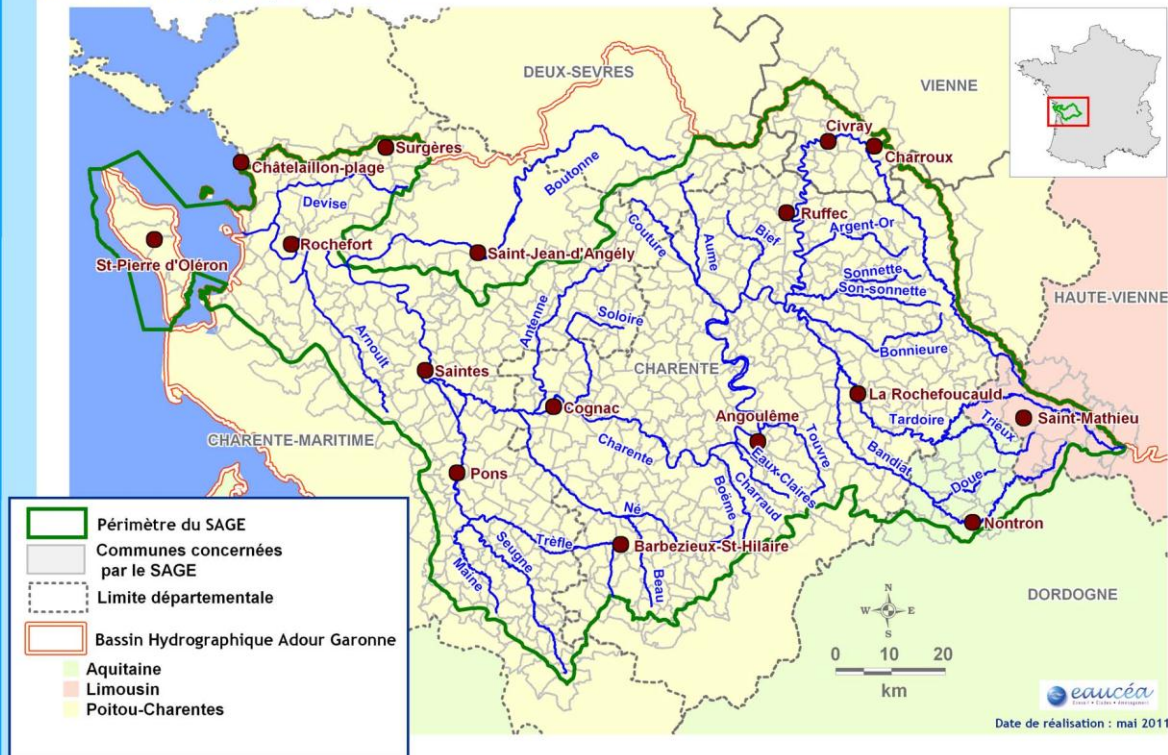 DEUX-SEVRES
VIENNE
Civray
Charroux
Surgères
Châtelaillon-plage
Boutonne
Devise
Ruffec
Couture
Aume
Bief
Argent-Or
Rochefort
St-Pierre d'Oléron
Saint-Jean-d'Angély
Sonnette
Son-sonnette
HAUTE-VIENNE
Antenne
Soloire
Arnoult
Bonnieure
Saintes
CHARENTE
La Rochefoucauld
Cognac
Angoulême
Tardoire
Trieux
Saint-Mathieu
CHARENTE-MARITIME
Charente
Touvre
Eaux-Claires
Bandiat
Pons
Charraud
Boëme
Doue
Né
Nontron
Trèfle
Barbezieux-St-Hilaire
Seugne
Maine
Beau
DORDOGNE
N
W
E
S
0 10 20
km
Périmètre du SAGE
Communes concernées
par le SAGE
Limite départementale
Bassin Hydrographique Adour Garonne
Aquitaine
Limousin
Poitou-Charentes
eaucéa
Date de réalisation : mai 2011